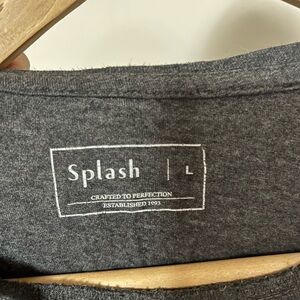 Splash | L
CRAFTED TO PERFECTION
ESTABLISHED 1993